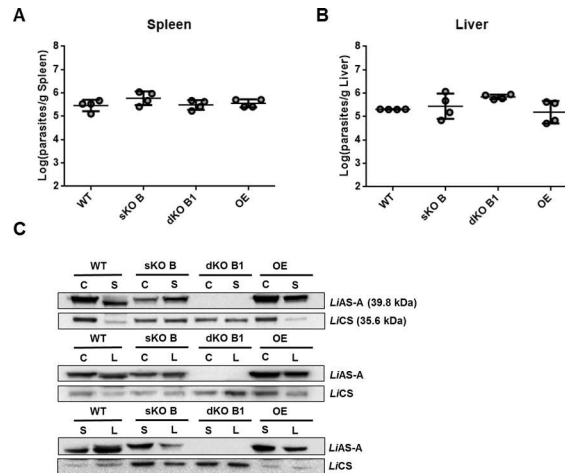 A
Spleen
Log(parasites/g Spleen)
8
7
6
5
4
3
2
WT
sKO B
dKO B1
OE
B
Liver
Log(parasites/g Liver)
8
7
6
5
4
3
2
WT
sKO B
dKO B1
OE
C
WT sKO B dKO B1 OE
C S C S C S C S
LiAS-A (39.8 kDa)
LiCS (35.6 kDa)
WT sKO B dKO B1 OE
C L C L C L C L
LiAS-A
LiCS
WT sKO B dKO B1 OE
S L S L S L S L
LiAS-A
LiCS